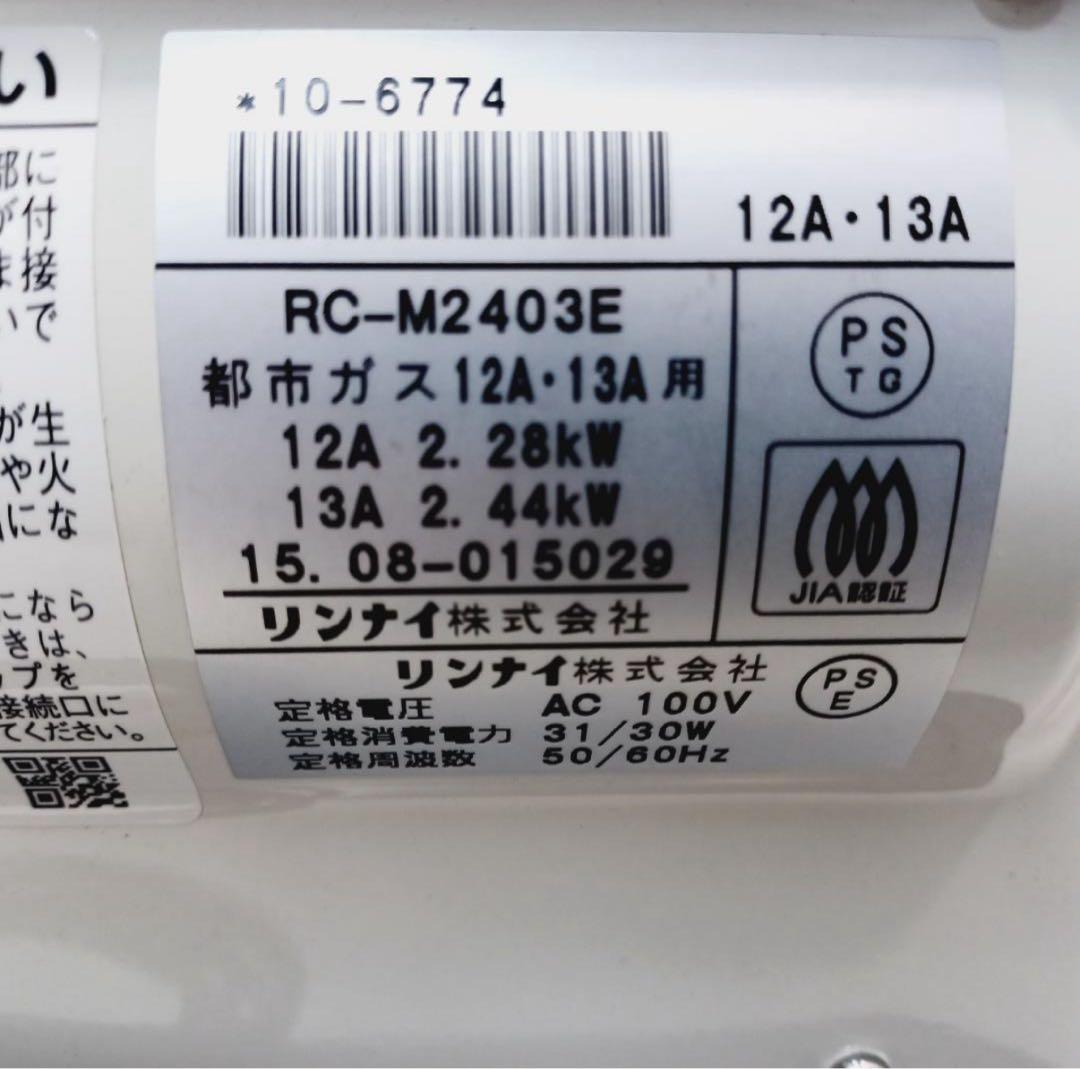 い
部に
が付
ま接
いで
が生
や火
にな
になら
きは、
ップを
接続口に
てください。
*10-6774
12A・13A
RC-M2403E
都市ガス12A・13A用
12A 2.28kW
13A 2.44kW
15.08-015029
リンナイ株式会社
PS
TG
JIA認証
リンナイ株式会社
定格電圧 AC 100V
定格消費電力 31/30W
定格周波数 50/60Hz
PS
E